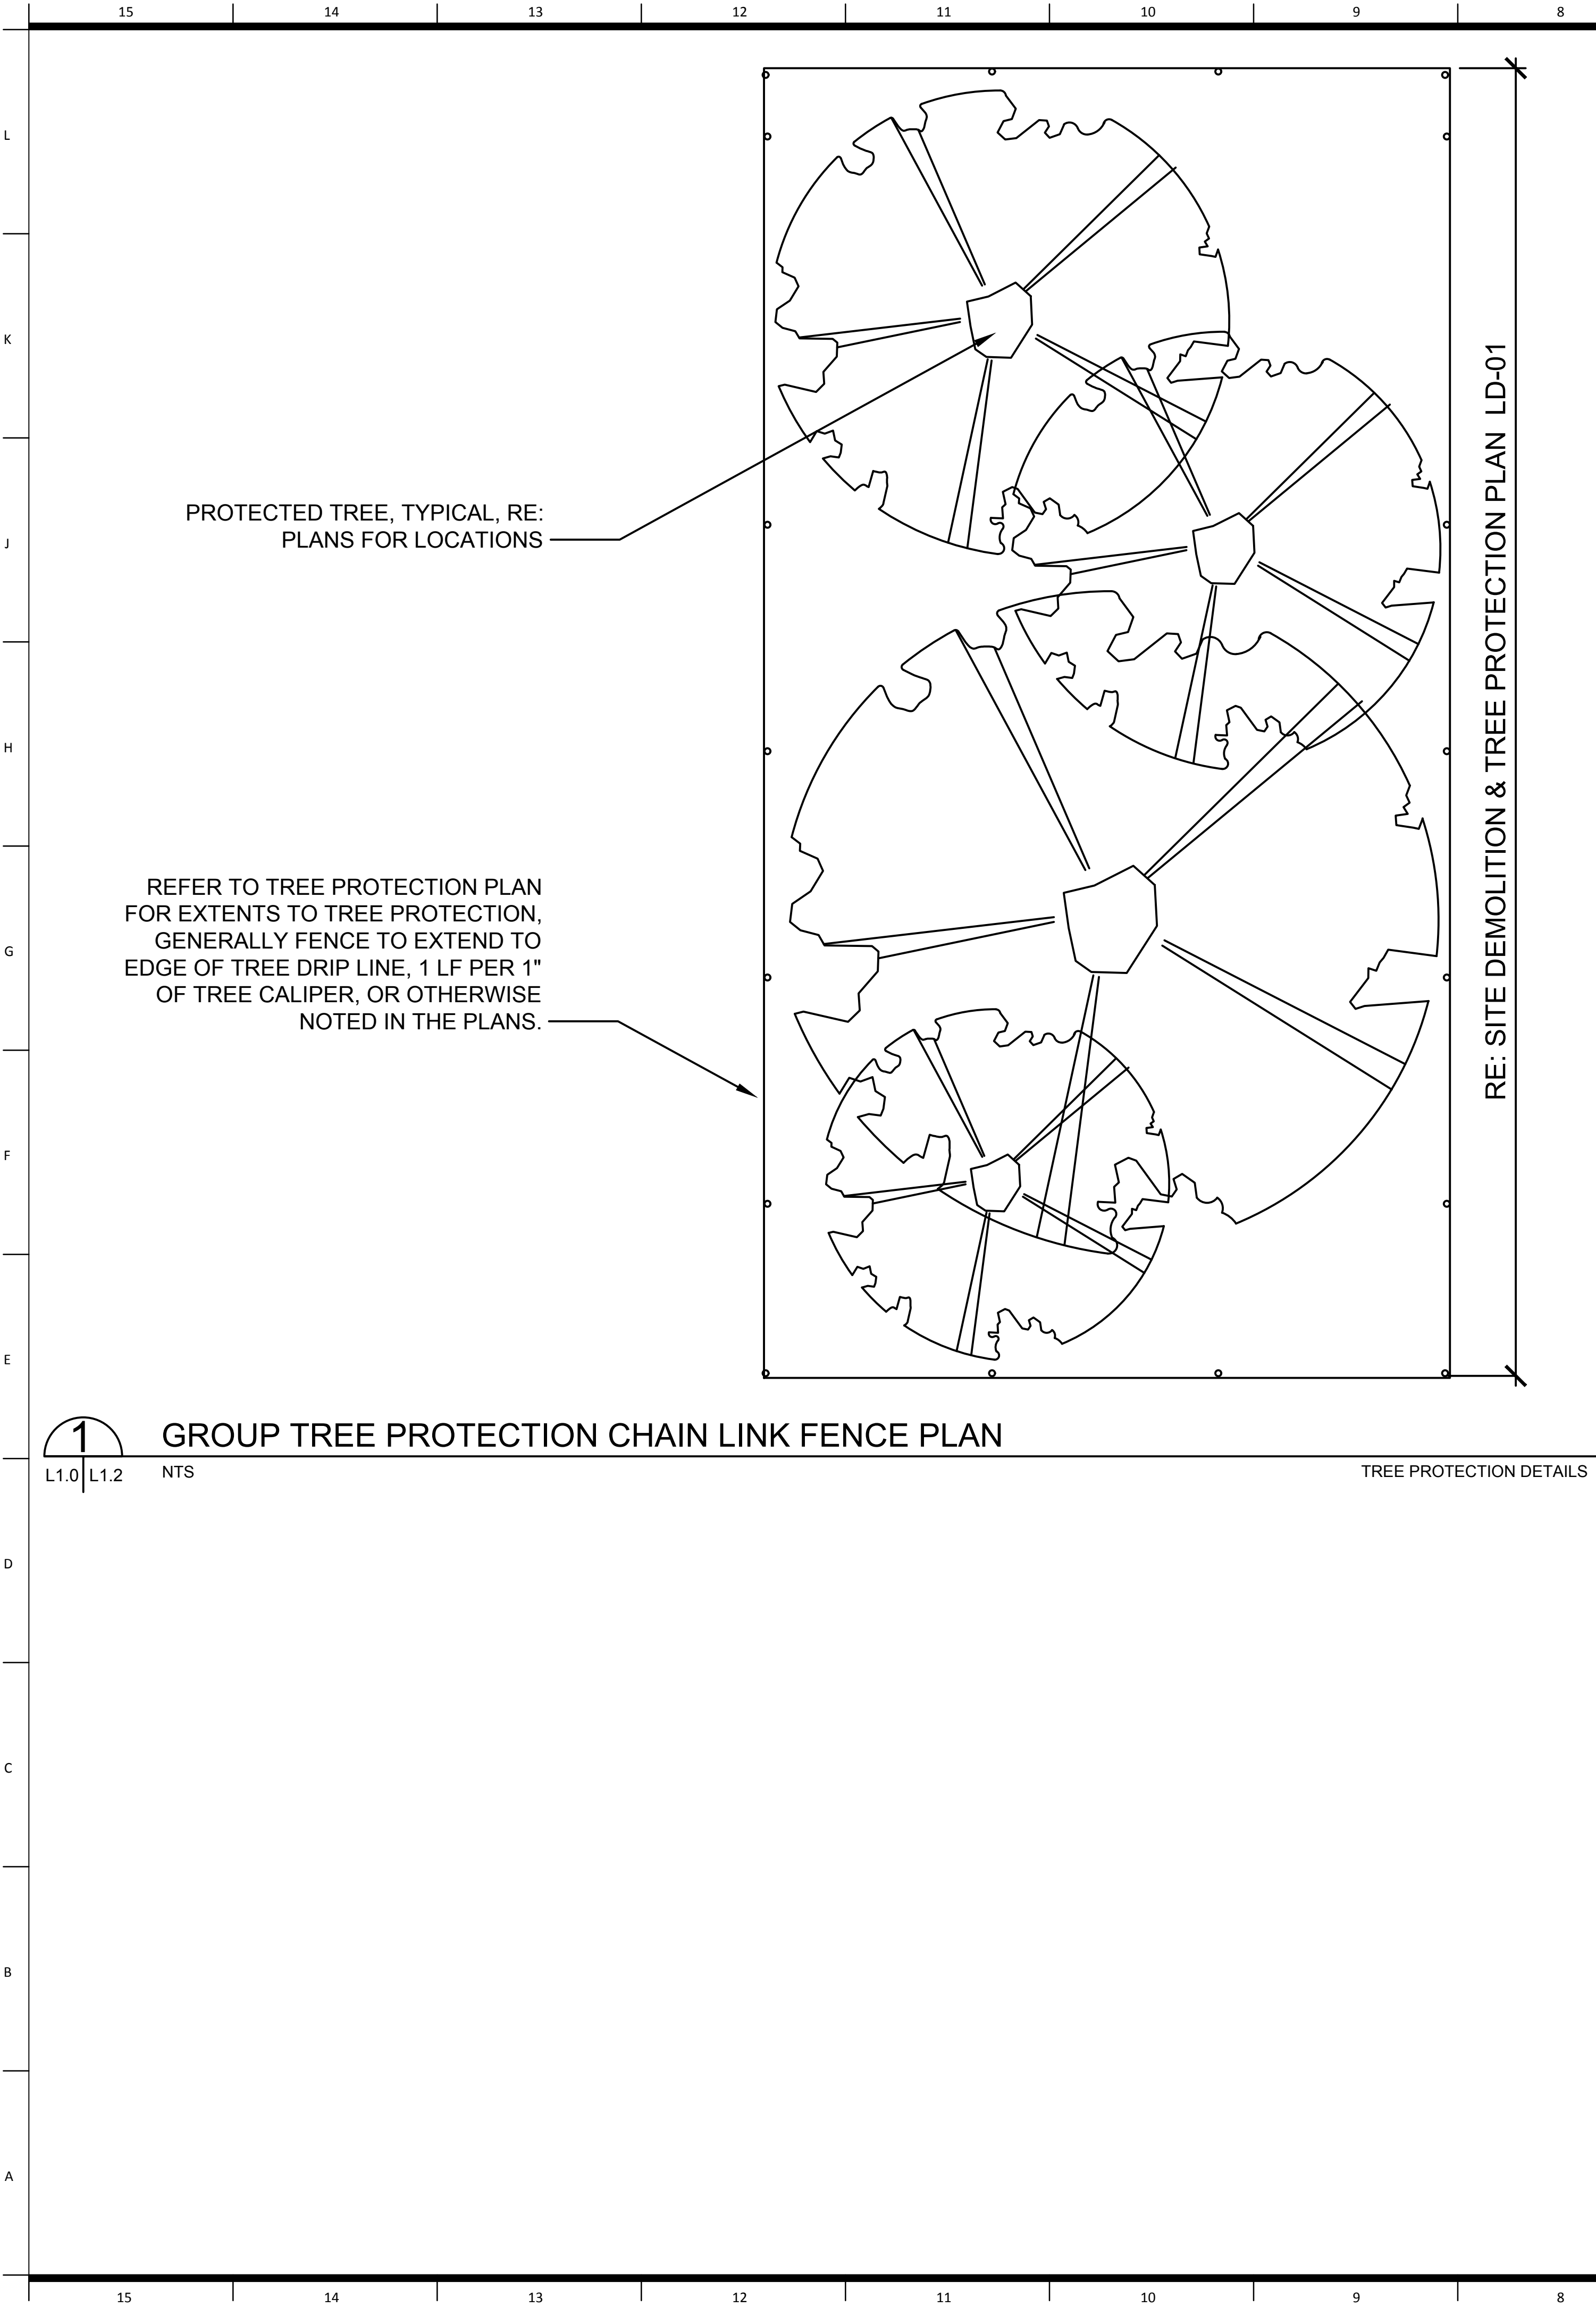 15 14 13 12 11 10 9 8
L
K
J
H
G
F
E
D
C
B
A
PROTECTED TREE, TYPICAL, RE:
PLANS FOR LOCATIONS
REFER TO TREE PROTECTION PLAN
FOR EXTENTS TO TREE PROTECTION,
GENERALLY FENCE TO EXTEND TO
EDGE OF TREE DRIP LINE, 1 LF PER 1"
OF TREE CALIPER, OR OTHERWISE
NOTED IN THE PLANS.
RE: SITE DEMOLITION & TREE PROTECTION PLAN LD-01
1
GROUP TREE PROTECTION CHAIN LINK FENCE PLAN
L1.0 L1.2
NTS
TREE PROTECTION DETAILS
15 14 13 12 11 10 9 8